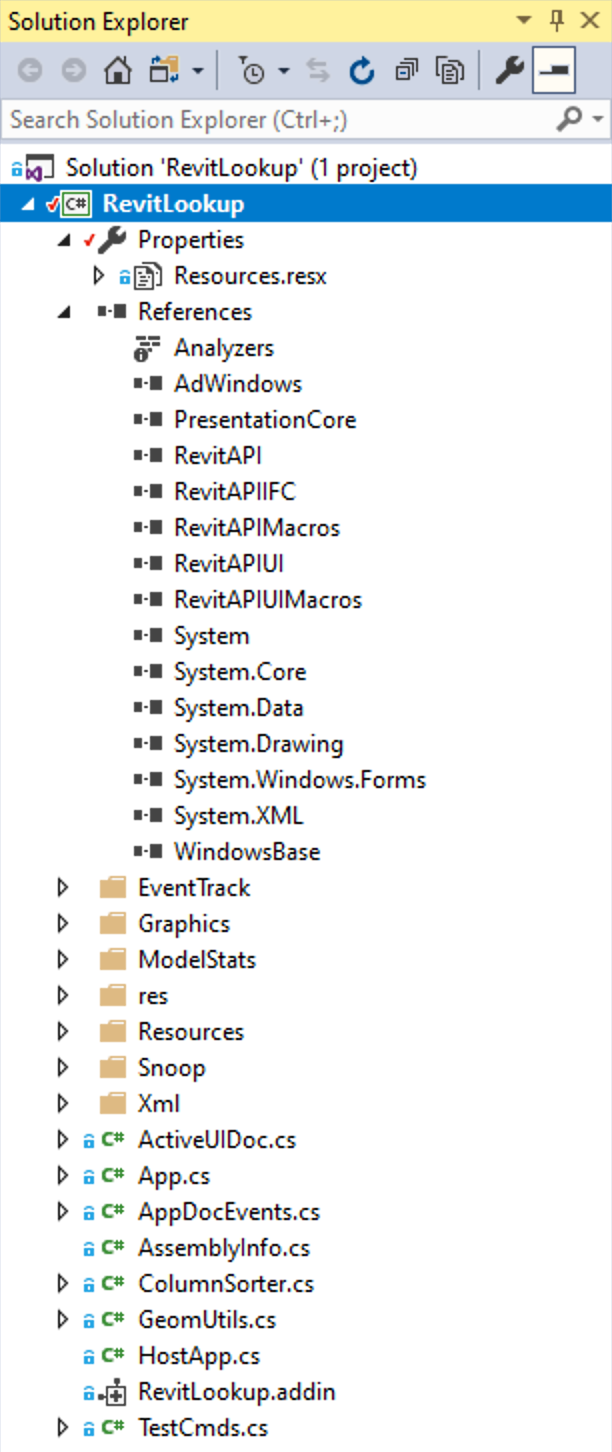 Solution Explorer
Search Solution Explorer (Ctrl+;)
Solution 'RevitLookup' (1 project)
C# RevitLookup
Properties
Resources.resx
References
Analyzers
AdWindows
PresentationCore
RevitAPI
RevitAPIIFC
RevitAPIMacros
RevitAPIUI
RevitAPIUIMacros
System
System.Core
System.Data
System.Drawing
System.Windows.Forms
System.XML
WindowsBase
EventTrack
Graphics
ModelStats
res
Resources
Snoop
Xml
C# ActiveUIDoc.cs
C# App.cs
C# AppDocEvents.cs
C# AssemblyInfo.cs
C# ColumnSorter.cs
C# GeomUtils.cs
C# HostApp.cs
RevitLookup.addin
C# TestCmds.cs